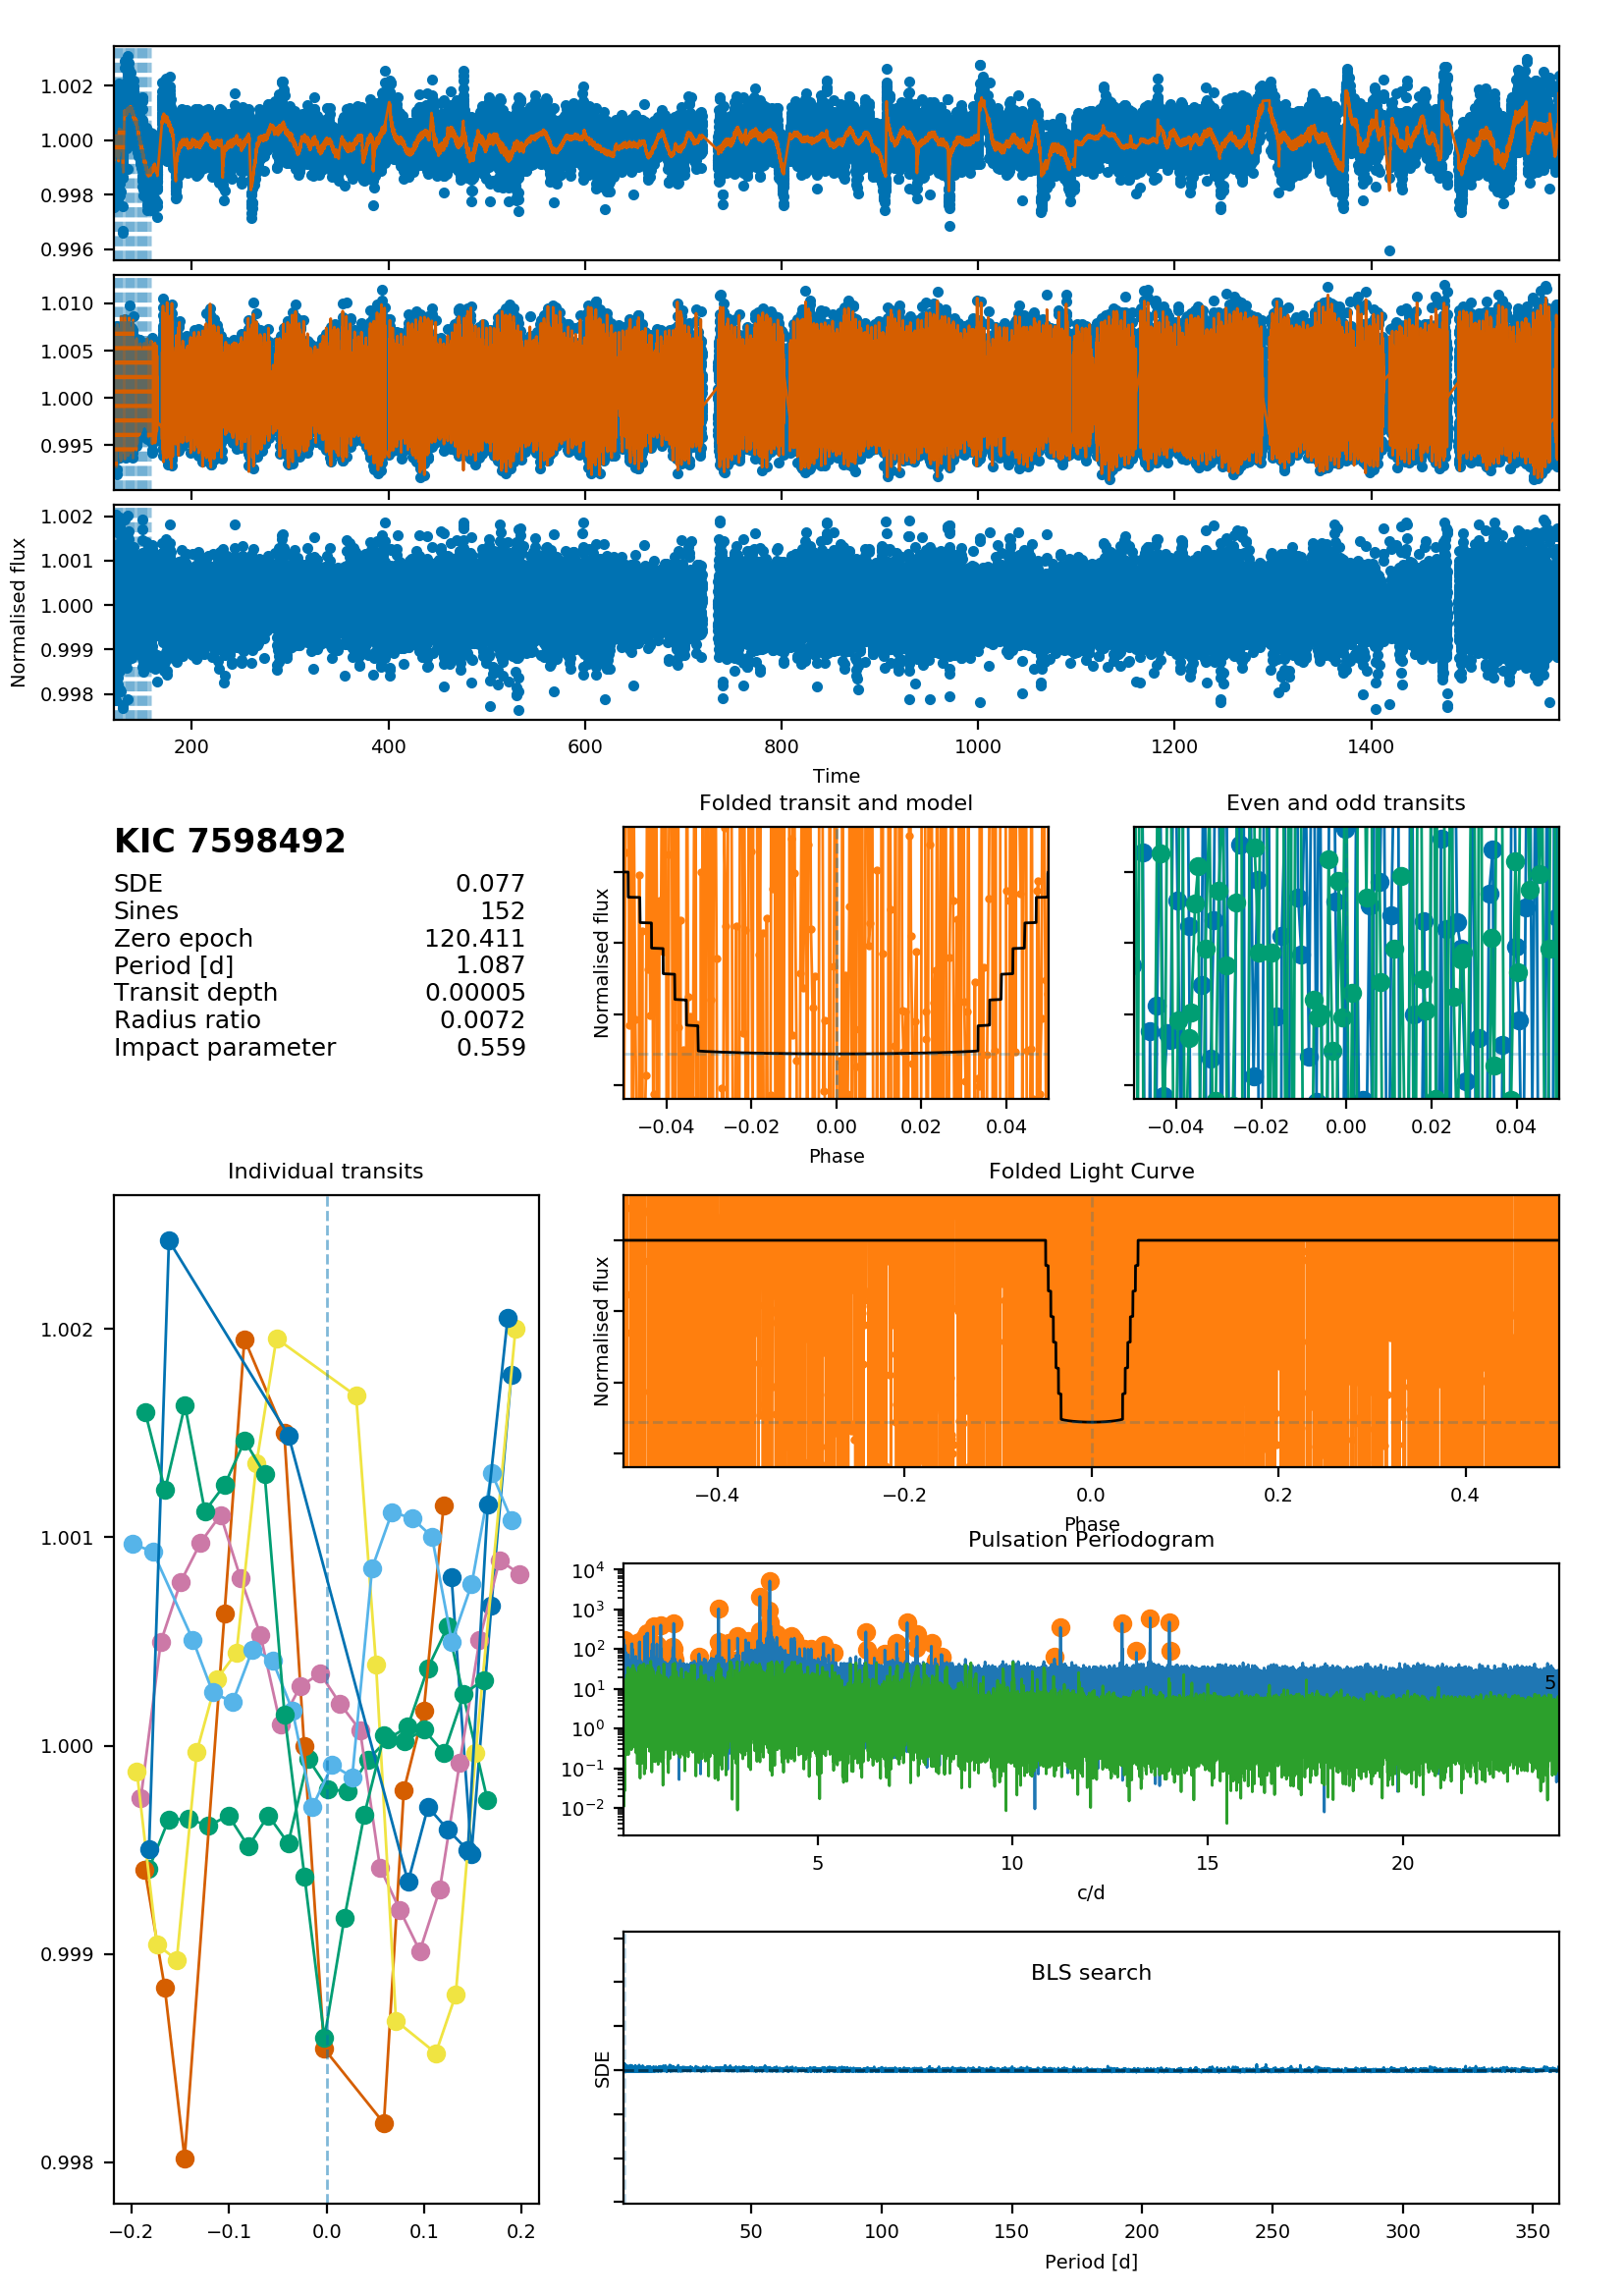 1.002
1.000
0.998
0.996
1.010
1.005
1.000
0.995
1.002
1.001
1.000
0.999
0.998
Normalised flux
200 400 600 800 1000 1200 1400
Time
KIC 7598492
SDE 0.077
Sines 152
Zero epoch 120.411
Period [d] 1.087
Transit depth 0.00005
Radius ratio 0.0072
Impact parameter 0.559
Folded transit and model
Normalised flux
−0.04 −0.02 0.00 0.02 0.04
Phase
Even and odd transits
−0.04 −0.02 0.00 0.02 0.04
Individual transits
1.002
1.001
1.000
0.999
0.998
−0.2 −0.1 0.0 0.1 0.2
Folded Light Curve
Normalised flux
−0.4 −0.2 0.0 0.2 0.4
Phase
Pulsation Periodogram
10⁴
10³
10²
10¹
10⁰
10⁻¹
10⁻²
5
5 10 15 20
c/d
BLS search
SDE
50 100 150 200 250 300 350
Period [d]